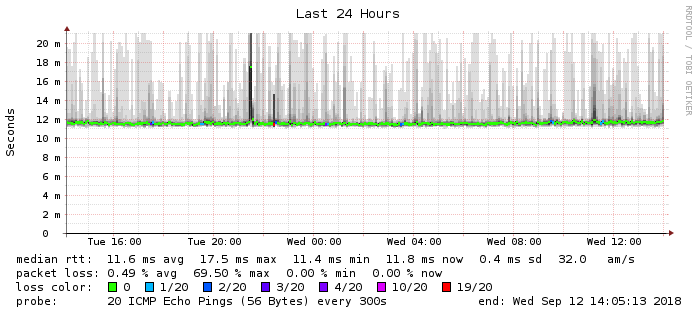 Last 24 Hours
RRDTOOL / TOBI OETIKER
Seconds
20 m
18 m
16 m
14 m
12 m
10 m
8 m
6 m
4 m
2 m
0
Tue 16:00 Tue 20:00 Wed 00:00 Wed 04:00 Wed 08:00 Wed 12:00
median rtt: 11.6 ms avg 17.5 ms max 11.4 ms min 11.8 ms now 0.4 ms sd 32.0 am/s
packet loss: 0.49 % avg 69.50 % max 0.00 % min 0.00 % now
loss color: 0 1/20 2/20 3/20 4/20 10/20 19/20
probe: 20 ICMP Echo Pings (56 Bytes) every 300s end: Wed Sep 12 14:05:13 2018